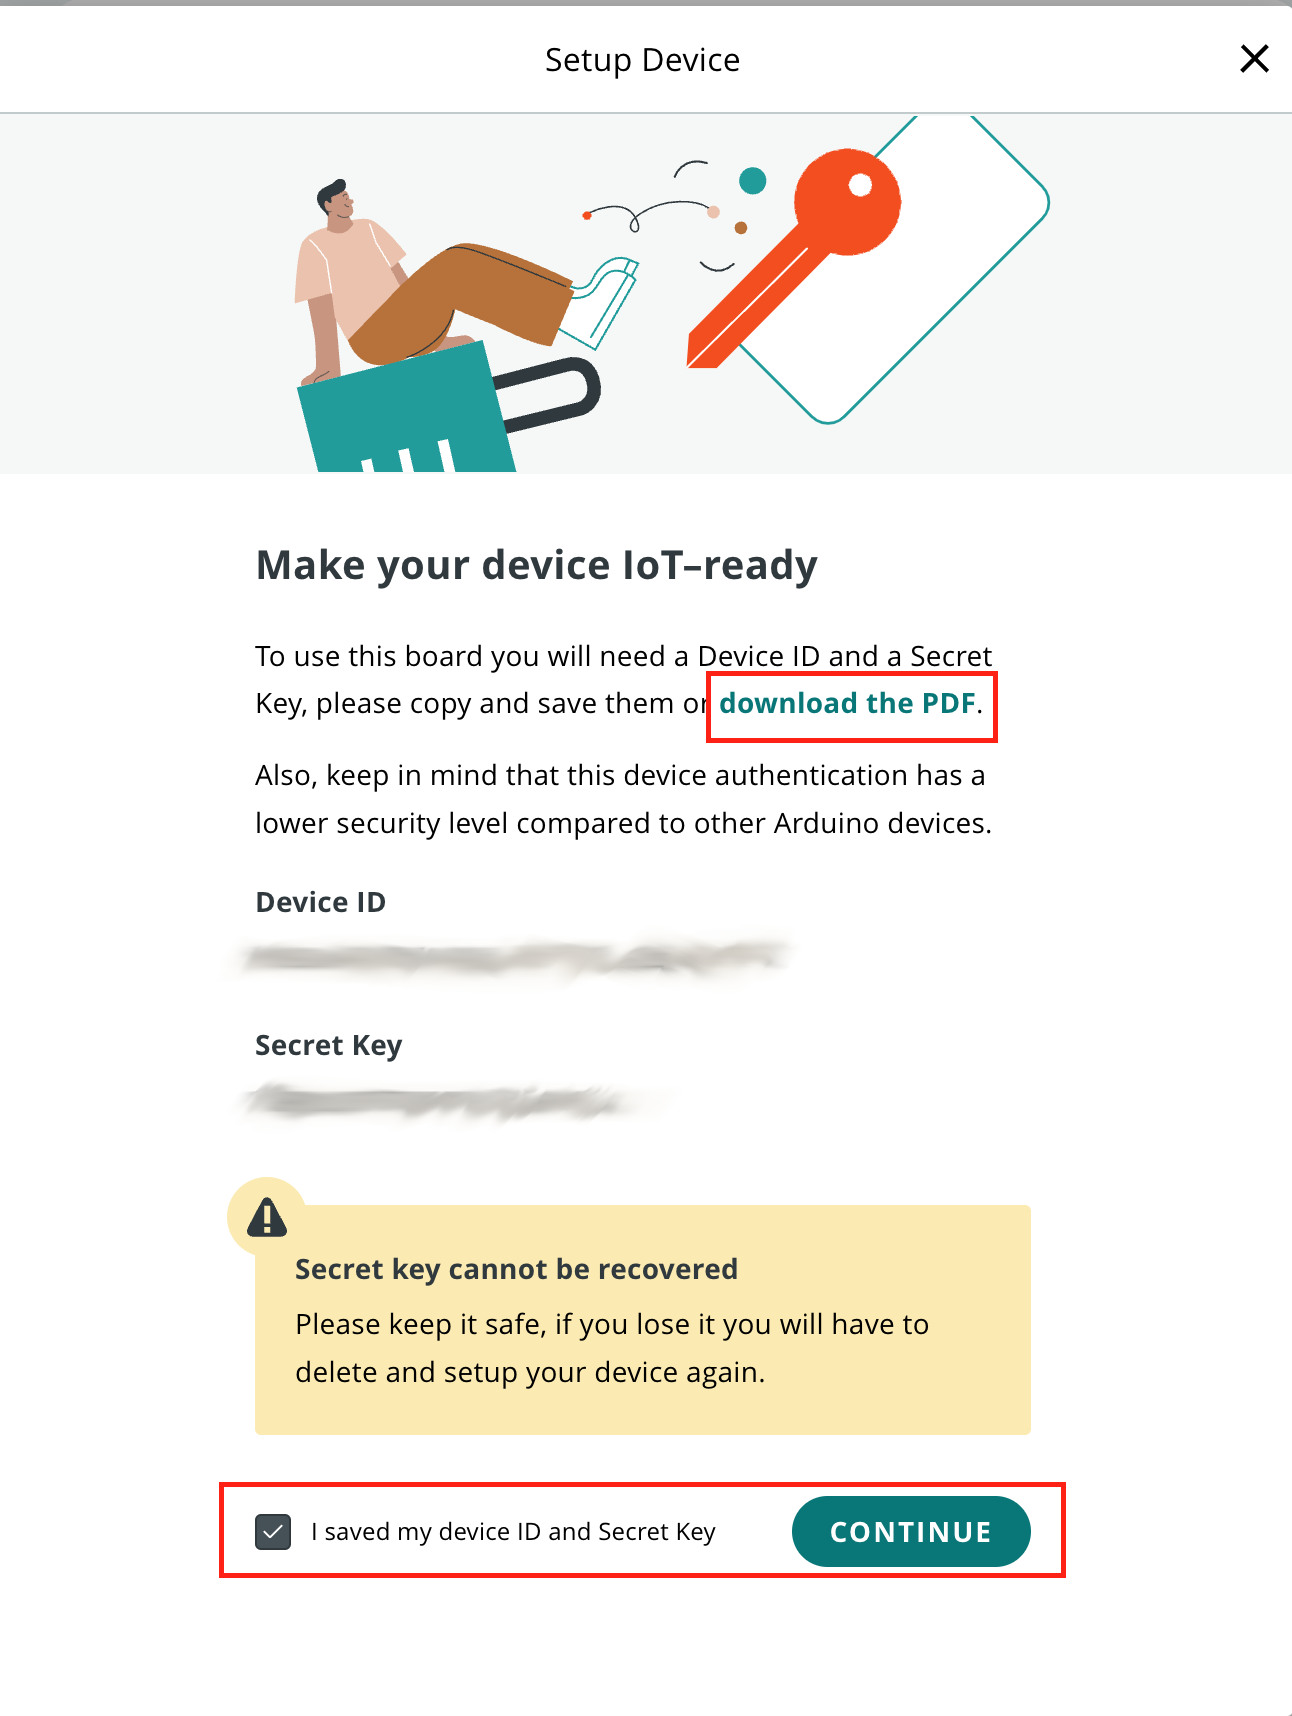 Setup Device
Make your device IoT–ready
To use this board you will need a Device ID and a Secret
Key, please copy and save them or download the PDF.
Also, keep in mind that this device authentication has a
lower security level compared to other Arduino devices.
Device ID
Secret Key
Secret key cannot be recovered
Please keep it safe, if you lose it you will have to
delete and setup your device again.
I saved my device ID and Secret Key
CONTINUE